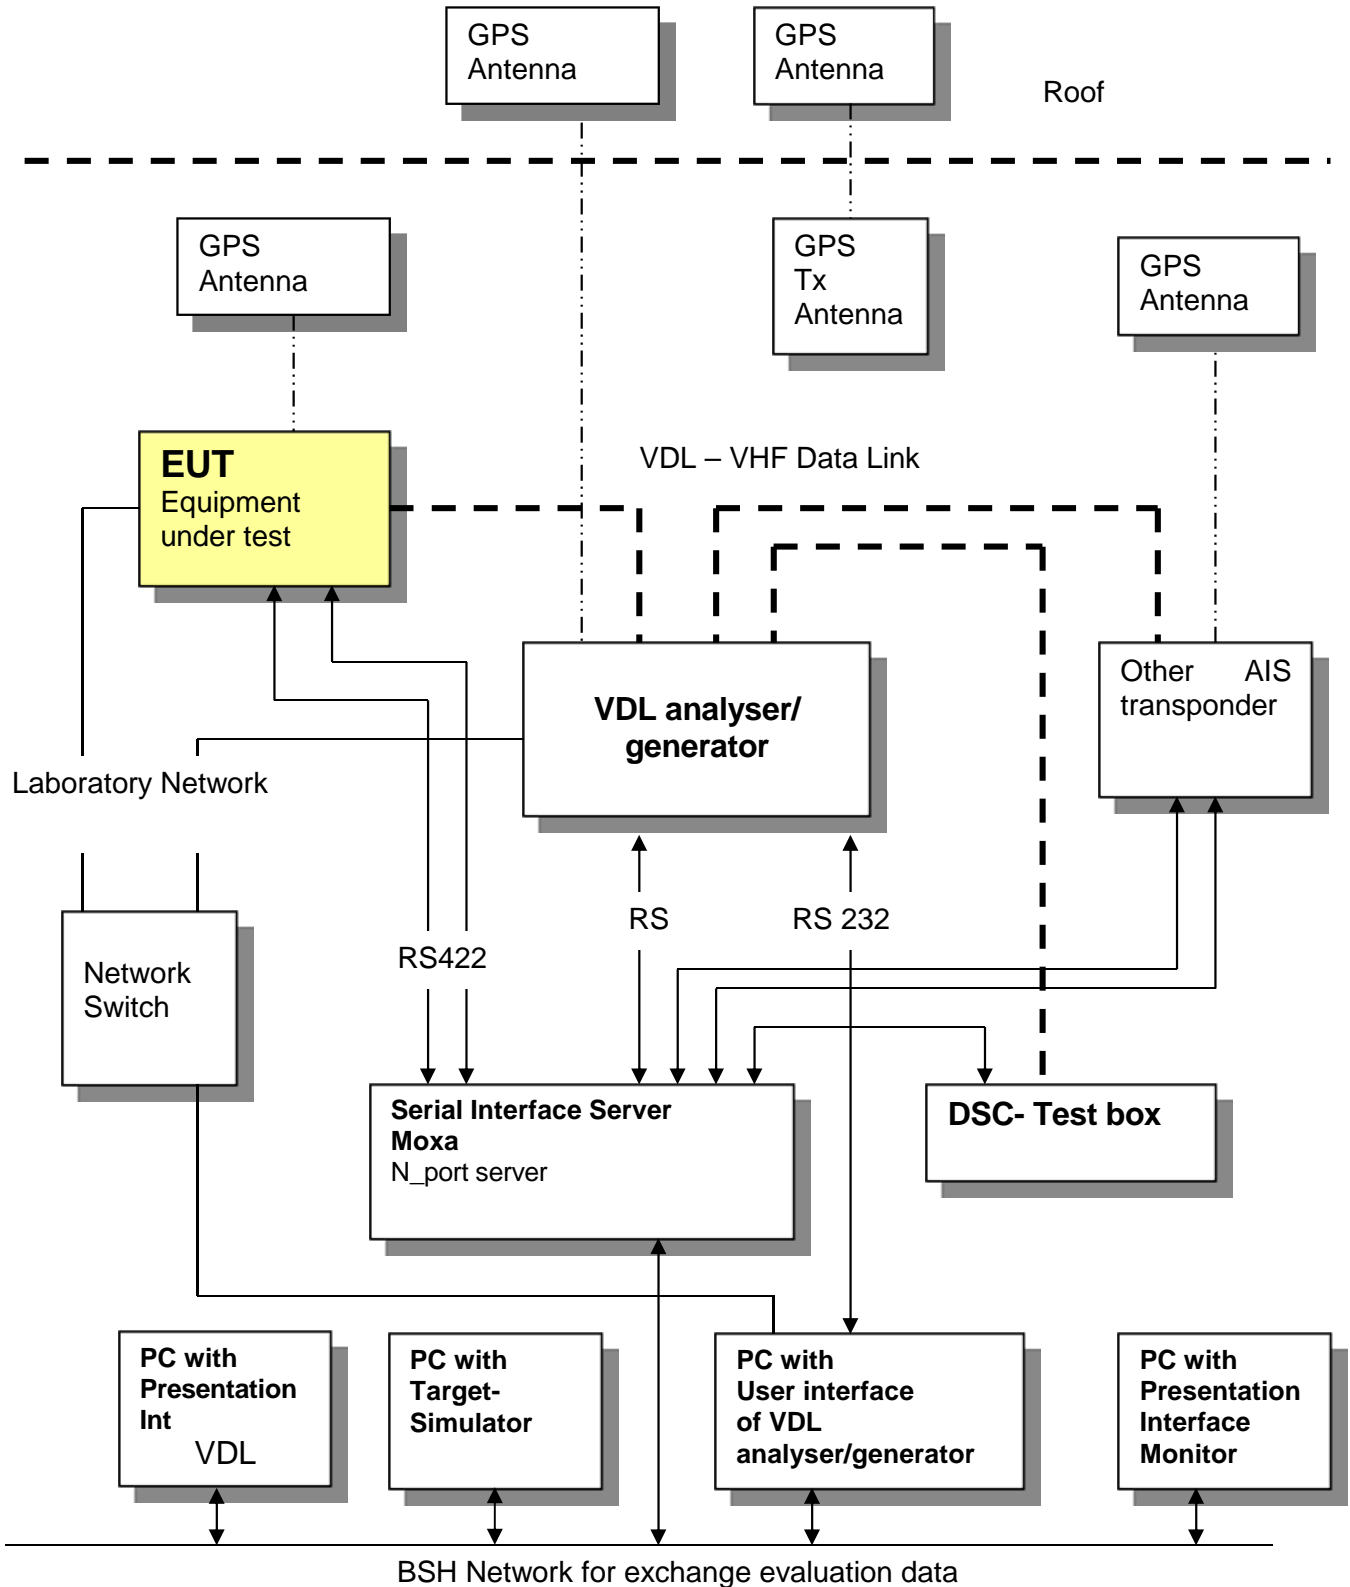 GPS
Antenna
GPS
Antenna
Roof
GPS
Antenna
GPS
Tx
Antenna
GPS
Antenna
EUT
Equipment
under test
VDL – VHF Data Link
VDL analyser/
generator
Other AIS
transponder
Laboratory Network
RS422
RS
RS 232
Network
Switch
Serial Interface Server
Moxa
N_port server
DSC- Test box
PC with
Presentation
Int
VDL
PC with
Target-
Simulator
PC with
User interface
of VDL
analyser/generator
PC with
Presentation
Interface
Monitor
BSH Network for exchange evaluation data